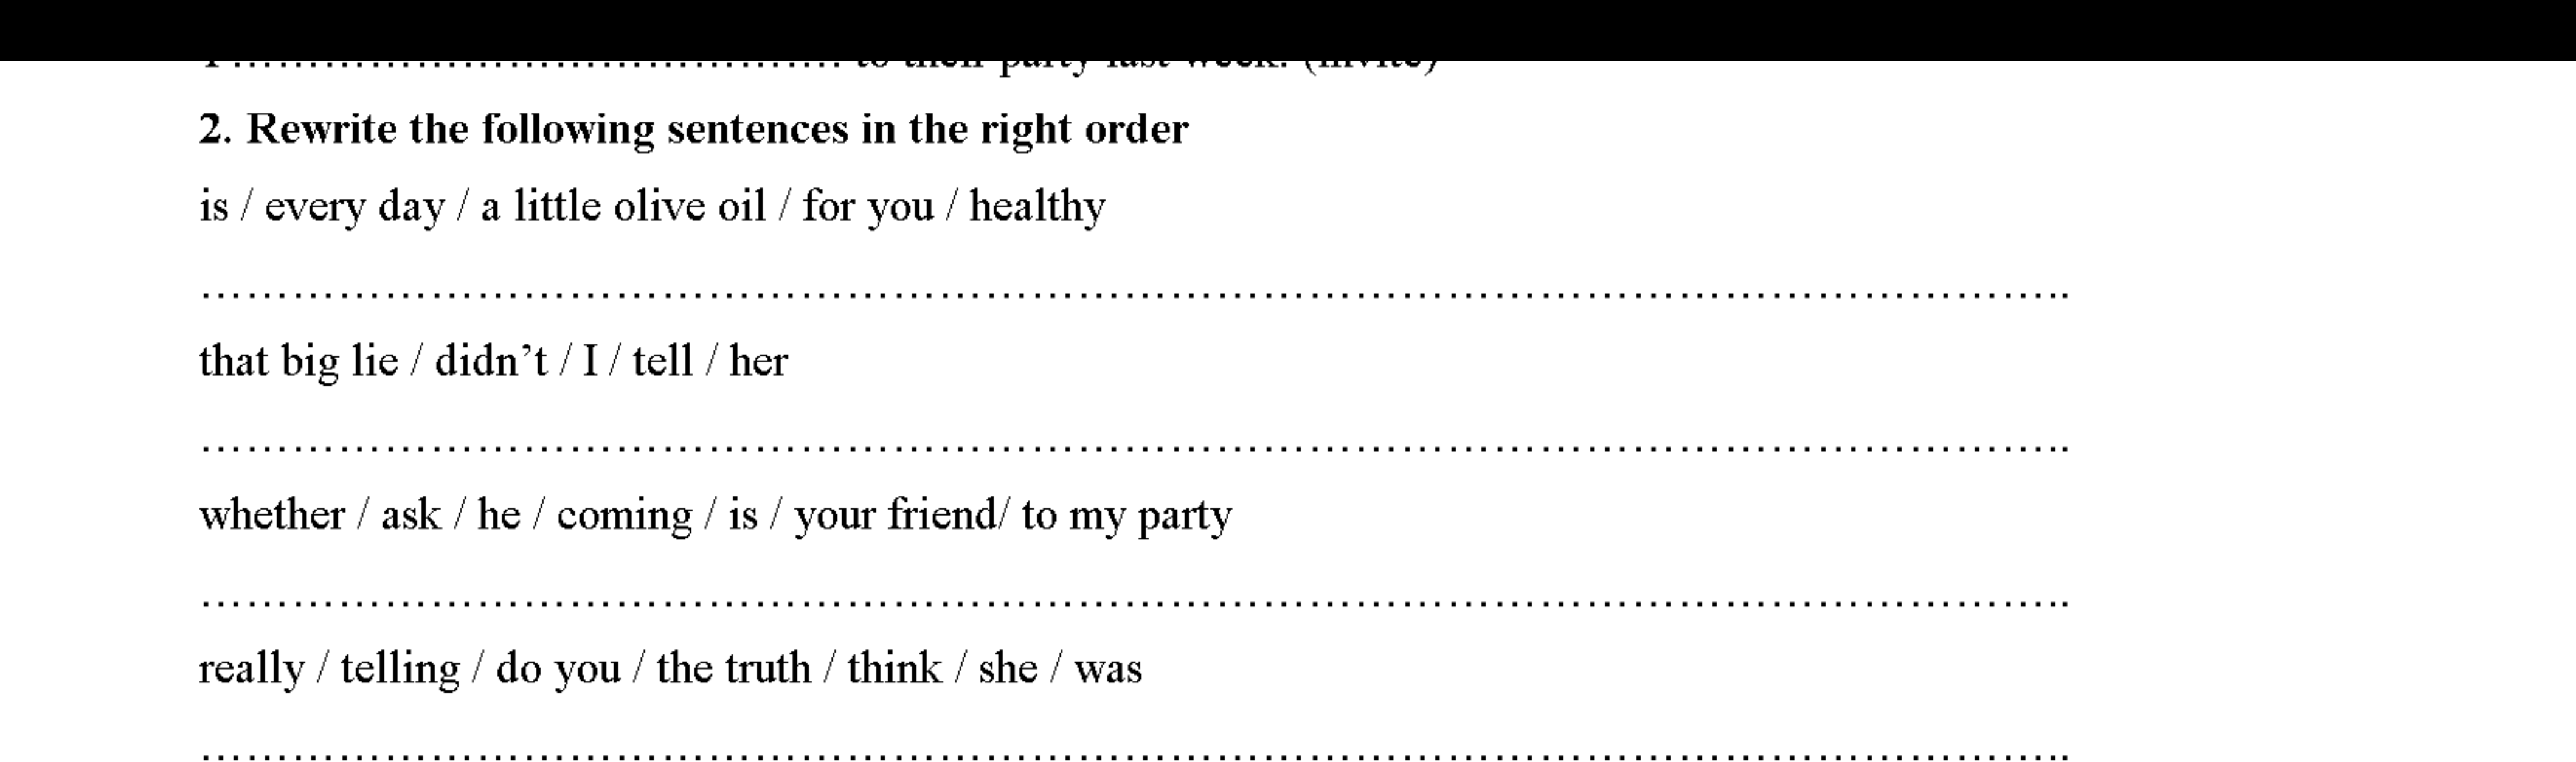 to their party last week. (invite)
2. Rewrite the following sentences in the right order
is / every day / a little olive oil / for you / healthy
………………………………………………………………………………………………………..
that big lie / didn’t / I / tell / her
………………………………………………………………………………………………………..
whether / ask / he / coming / is / your friend/ to my party
………………………………………………………………………………………………………..
really / telling / do you / the truth / think / she / was
………………………………………………………………………………………………………..